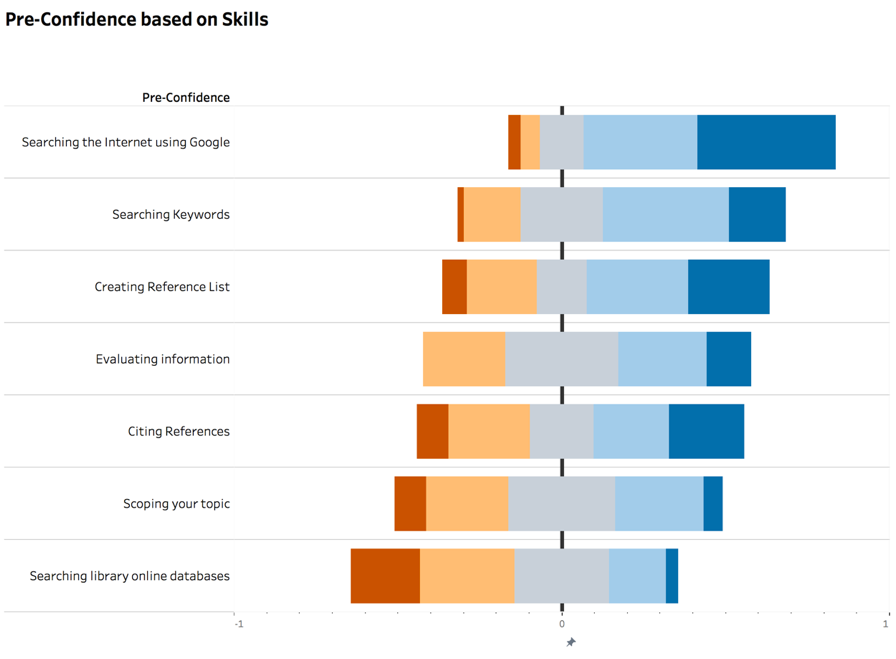 Pre-Confidence based on Skills
Pre-Confidence
Searching the Internet using Google
Searching Keywords
Creating Reference List
Evaluating information
Citing References
Scoping your topic
Searching library online databases
-1 0 1